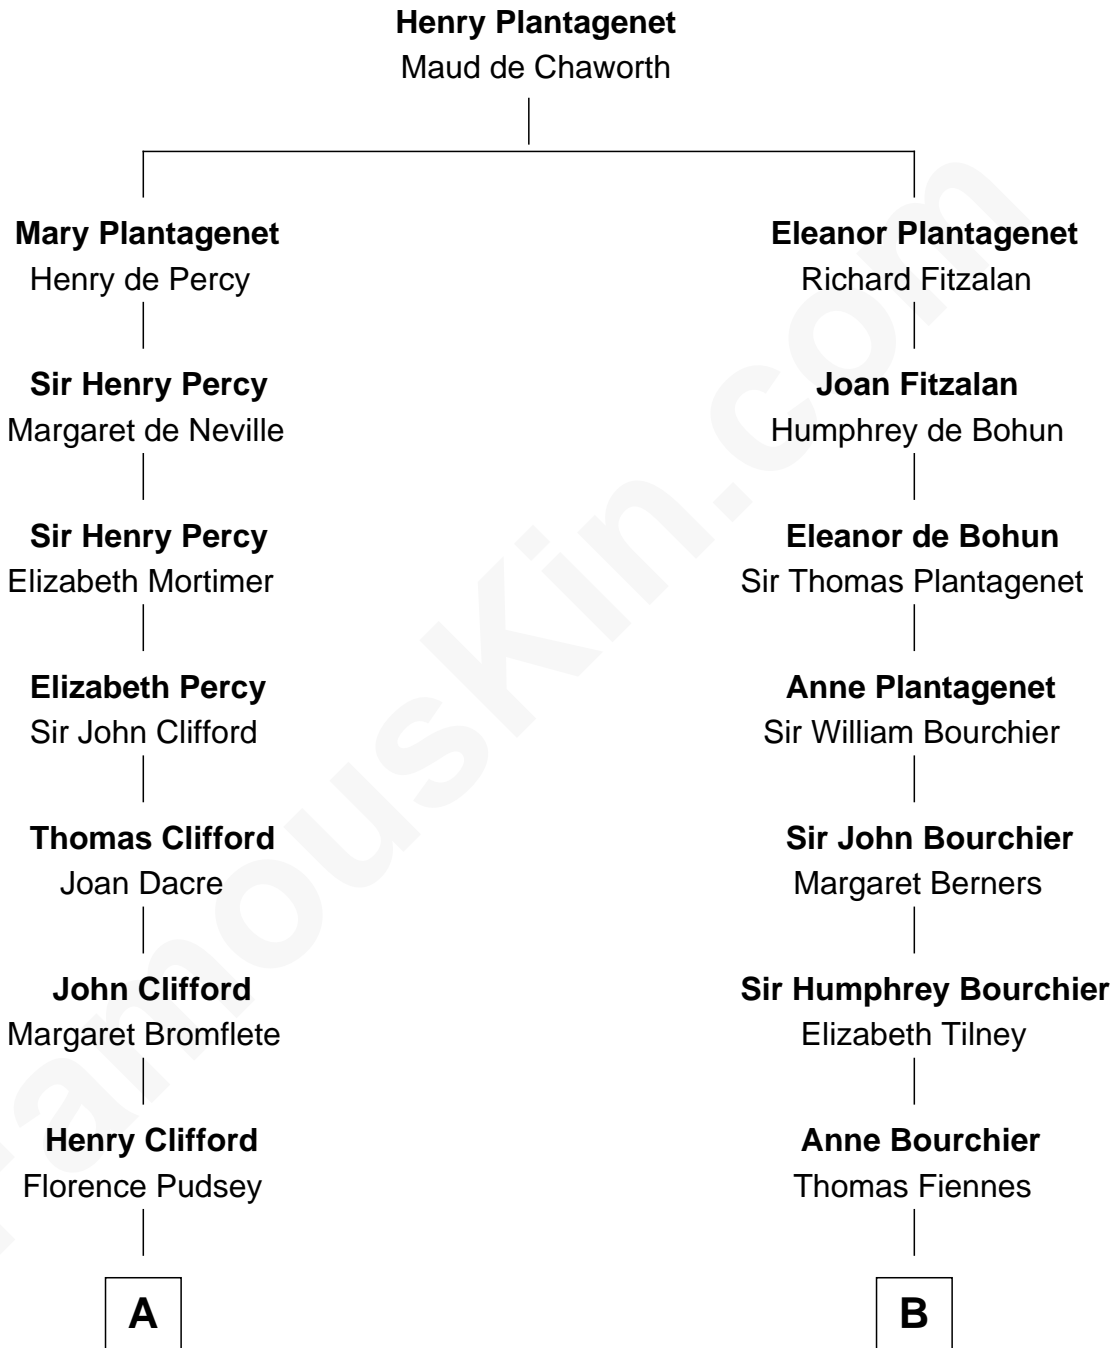 Henry Plantagenet
Maud de Chaworth
Mary Plantagenet
Henry de Percy
Eleanor Plantagenet
Richard Fitzalan
Sir Henry Percy
Margaret de Neville
Joan Fitzalan
Humphrey de Bohun
Sir Henry Percy
Elizabeth Mortimer
Eleanor de Bohun
Sir Thomas Plantagenet
Elizabeth Percy
Sir John Clifford
Anne Plantagenet
Sir William Bourchier
Thomas Clifford
Joan Dacre
Sir John Bourchier
Margaret Berners
John Clifford
Margaret Bromflete
Sir Humphrey Bourchier
Elizabeth Tilney
Henry Clifford
Florence Pudsey
Anne Bourchier
Thomas Fiennes
A
B
FamousKin.com